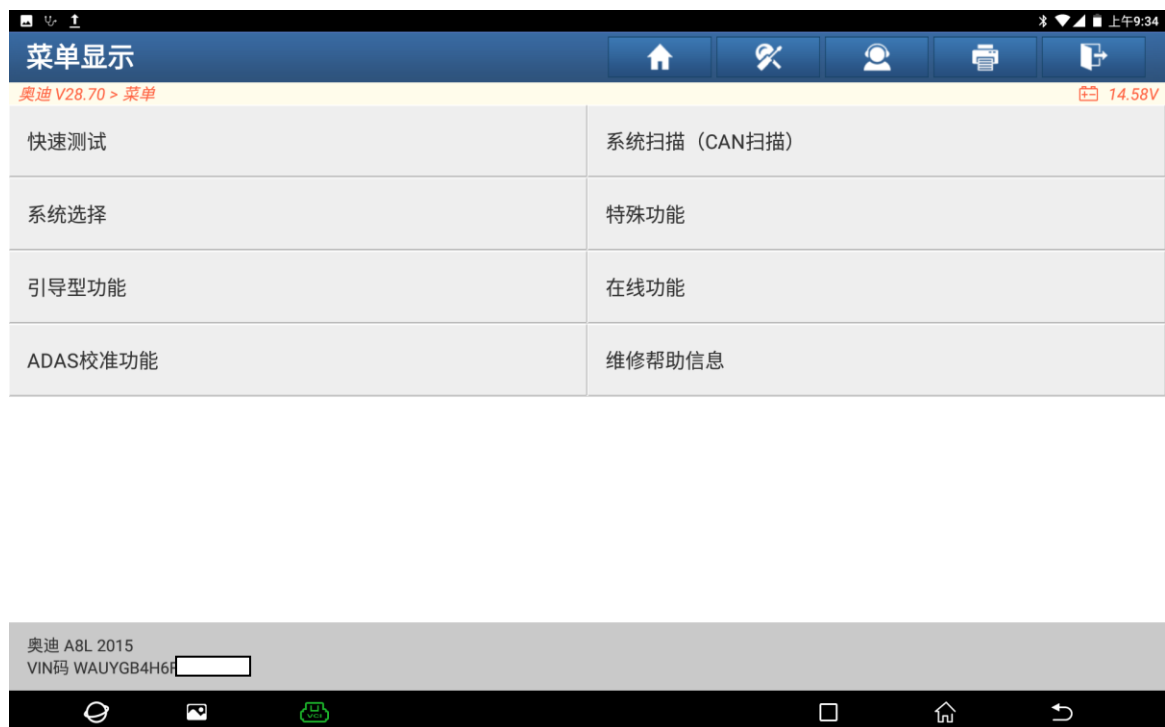 上午9:34
菜单显示
奥迪 V28.70 > 菜单
14.58V
快速测试
系统扫描（CAN扫描）
系统选择
特殊功能
引导型功能
在线功能
ADAS校准功能
维修帮助信息
奥迪 A8L 2015
VIN码 WAUYGB4H6F
VCI